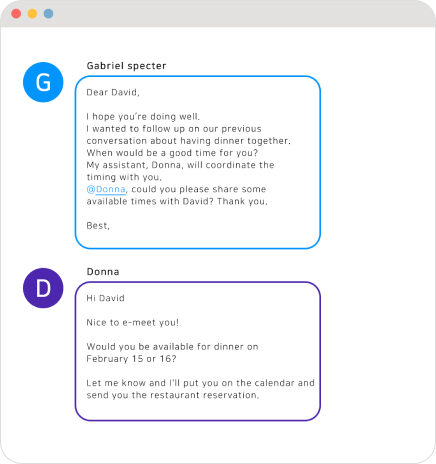 Gabriel specter
G
Dear David,
I hope you're doing well.
I wanted to follow up on our previous
conversation about having dinner together.
When would be a good time for you?
My assistant, Donna, will coordinate the
timing with you.
@Donna, could you please share some
available times with David? Thank you.
Best,
Donna
D
Hi David
Nice to e-meet you!
Would you be available for dinner on
February 15 or 16?
Let me know and I'll put you on the calendar and
send you the restaurant reservation.